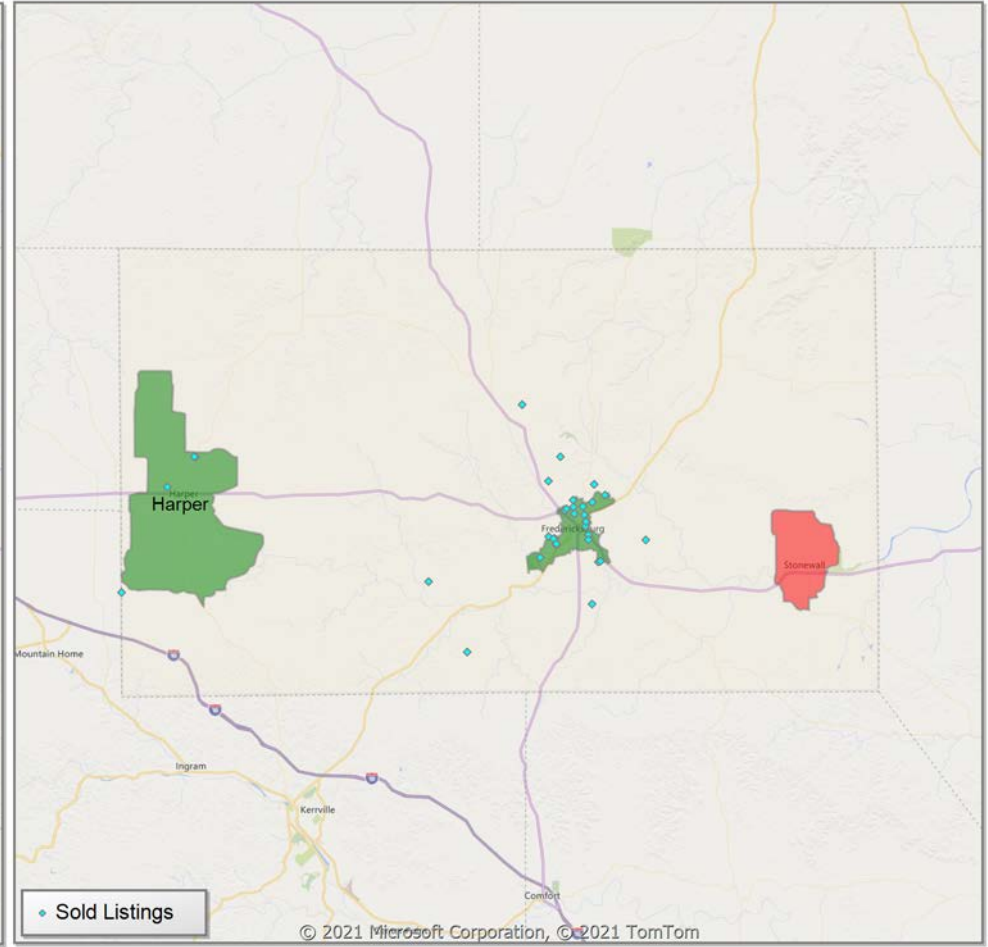 Harper
Harper
Fredericksburg
Stonewall
Mountain Home
Ingram
Kerrville
Comfort
Sold Listings
© 2021 Microsoft Corporation, © 2021 TomTom